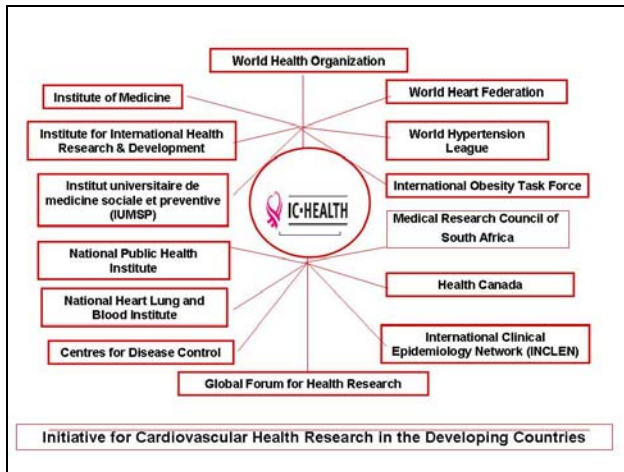 World Health Organization
Institute of Medicine
World Heart Federation
Institute for International Health
Research & Development
World Hypertension
League
Institut universitaire de
medicine sociale et preventive
(IUMSP)
International Obesity Task Force
IC•HEALTH
Medical Research Council of
South Africa
National Public Health
Institute
Health Canada
National Heart Lung and
Blood Institute
International Clinical
Epidemiology Network (INCLEN)
Centres for Disease Control
Global Forum for Health Research
Initiative for Cardiovascular Health Research in the Developing Countries